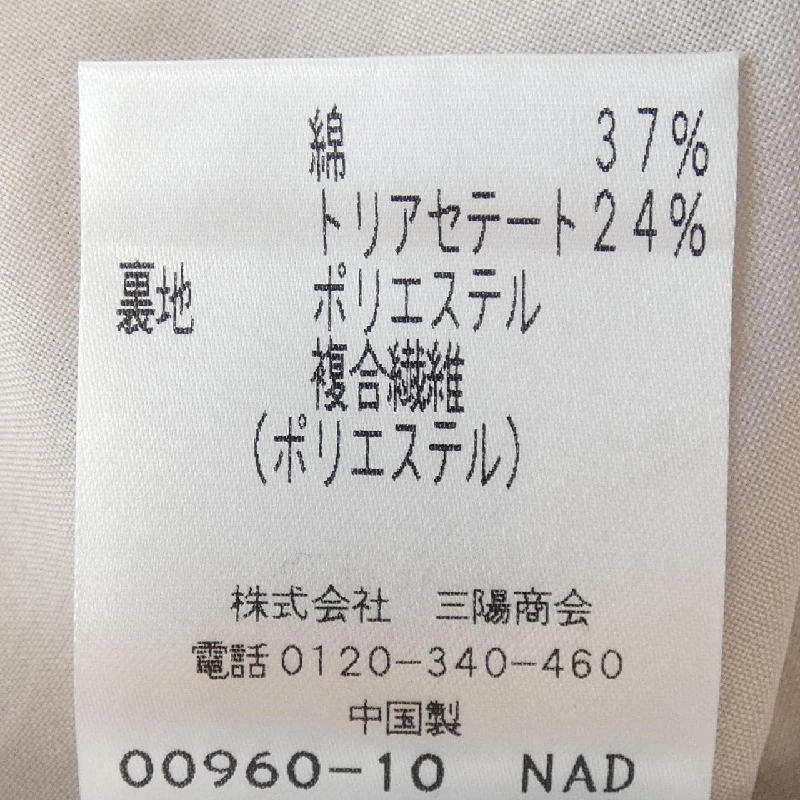 綿 37%
トリアセテート 24%
裏地 ポリエステル
複合繊維
(ポリエステル)
株式会社 三陽商会
電話0120-340-460
中国製
00960-10 NAD